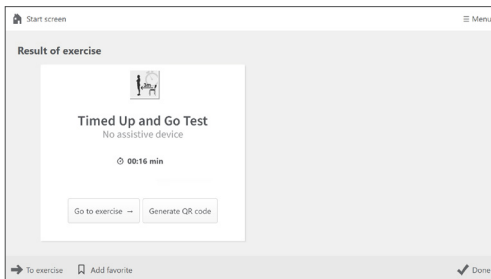 Start screen
☰ Menu
Result of exercise
3m
Timed Up and Go Test
No assistive device
00:16 min
Go to exercise →
Generate QR code
To exercise
Add favorite
Done